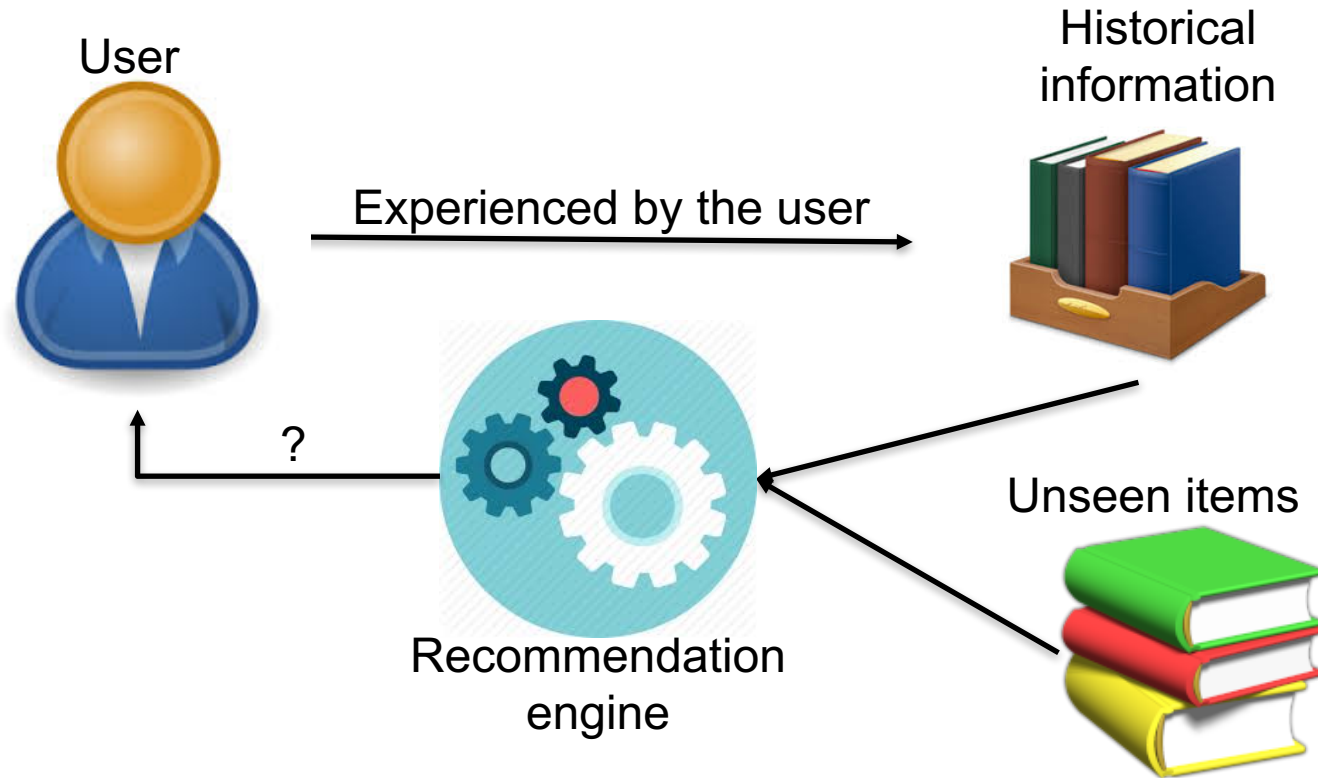 User
Historical
information
Experienced by the user
?
Unseen items
Recommendation
engine